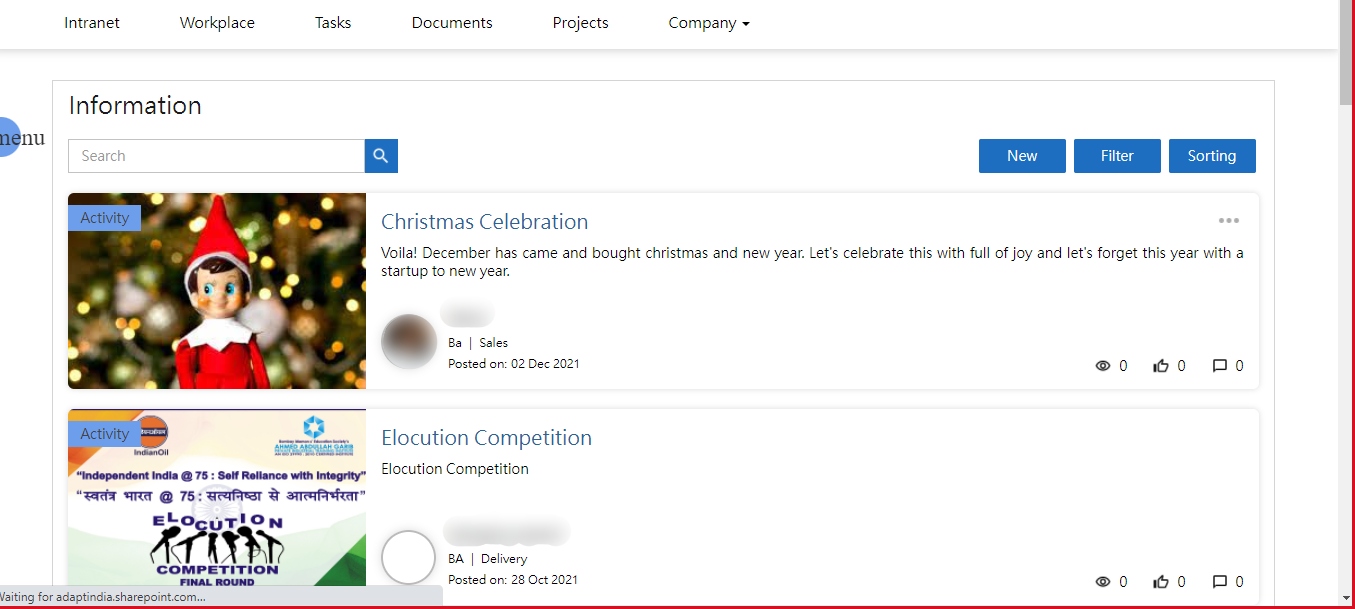 Intranet Workplace Tasks Documents Projects Company
Information
menu
Search
New Filter Sorting
Activity
Christmas Celebration
Voila! December has came and bought christmas and new year. Let's celebrate this with full of joy and let's forget this year with a
startup to new year.
Ba | Sales
Posted on: 02 Dec 2021
0 0 0
Activity
IndianOil
AHMED ABDULLAH GARIB
"Independent India @ 75 : Self Reliance with Integrity"
"स्वतंत्र भारत @ 75 : सत्यनिष्ठा से आत्मनिर्भरता"
ELOCUTION
COMPETITION
FINAL ROUND
Elocution Competition
Elocution Competition
BA | Delivery
Posted on: 28 Oct 2021
0 0 0
Waiting for adaptindia.sharepoint.com...